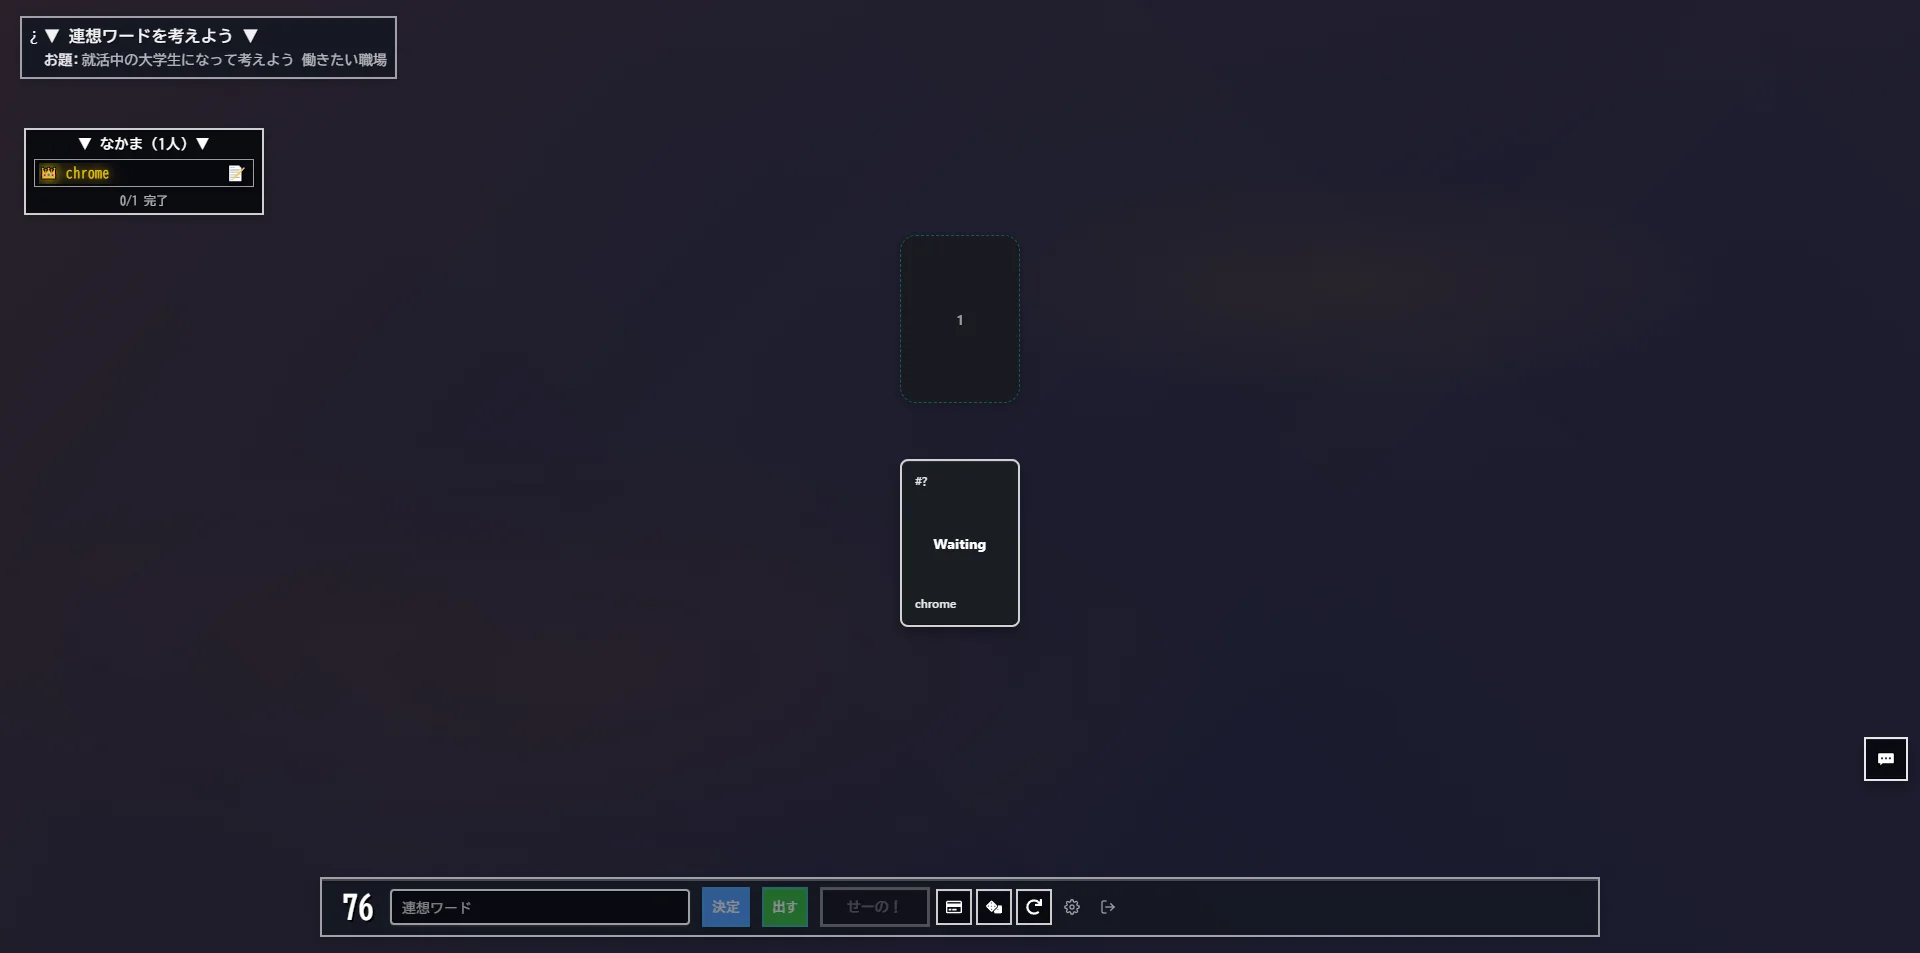 ¿ ▼ 連想ワードを考えよう ▼
お題: 就活中の大学生になって考えよう 働きたい職場
▼ なかま（1人）▼
chrome
0/1 完了
1
#?
Waiting
chrome
76 連想ワード 決定 出す せーの！